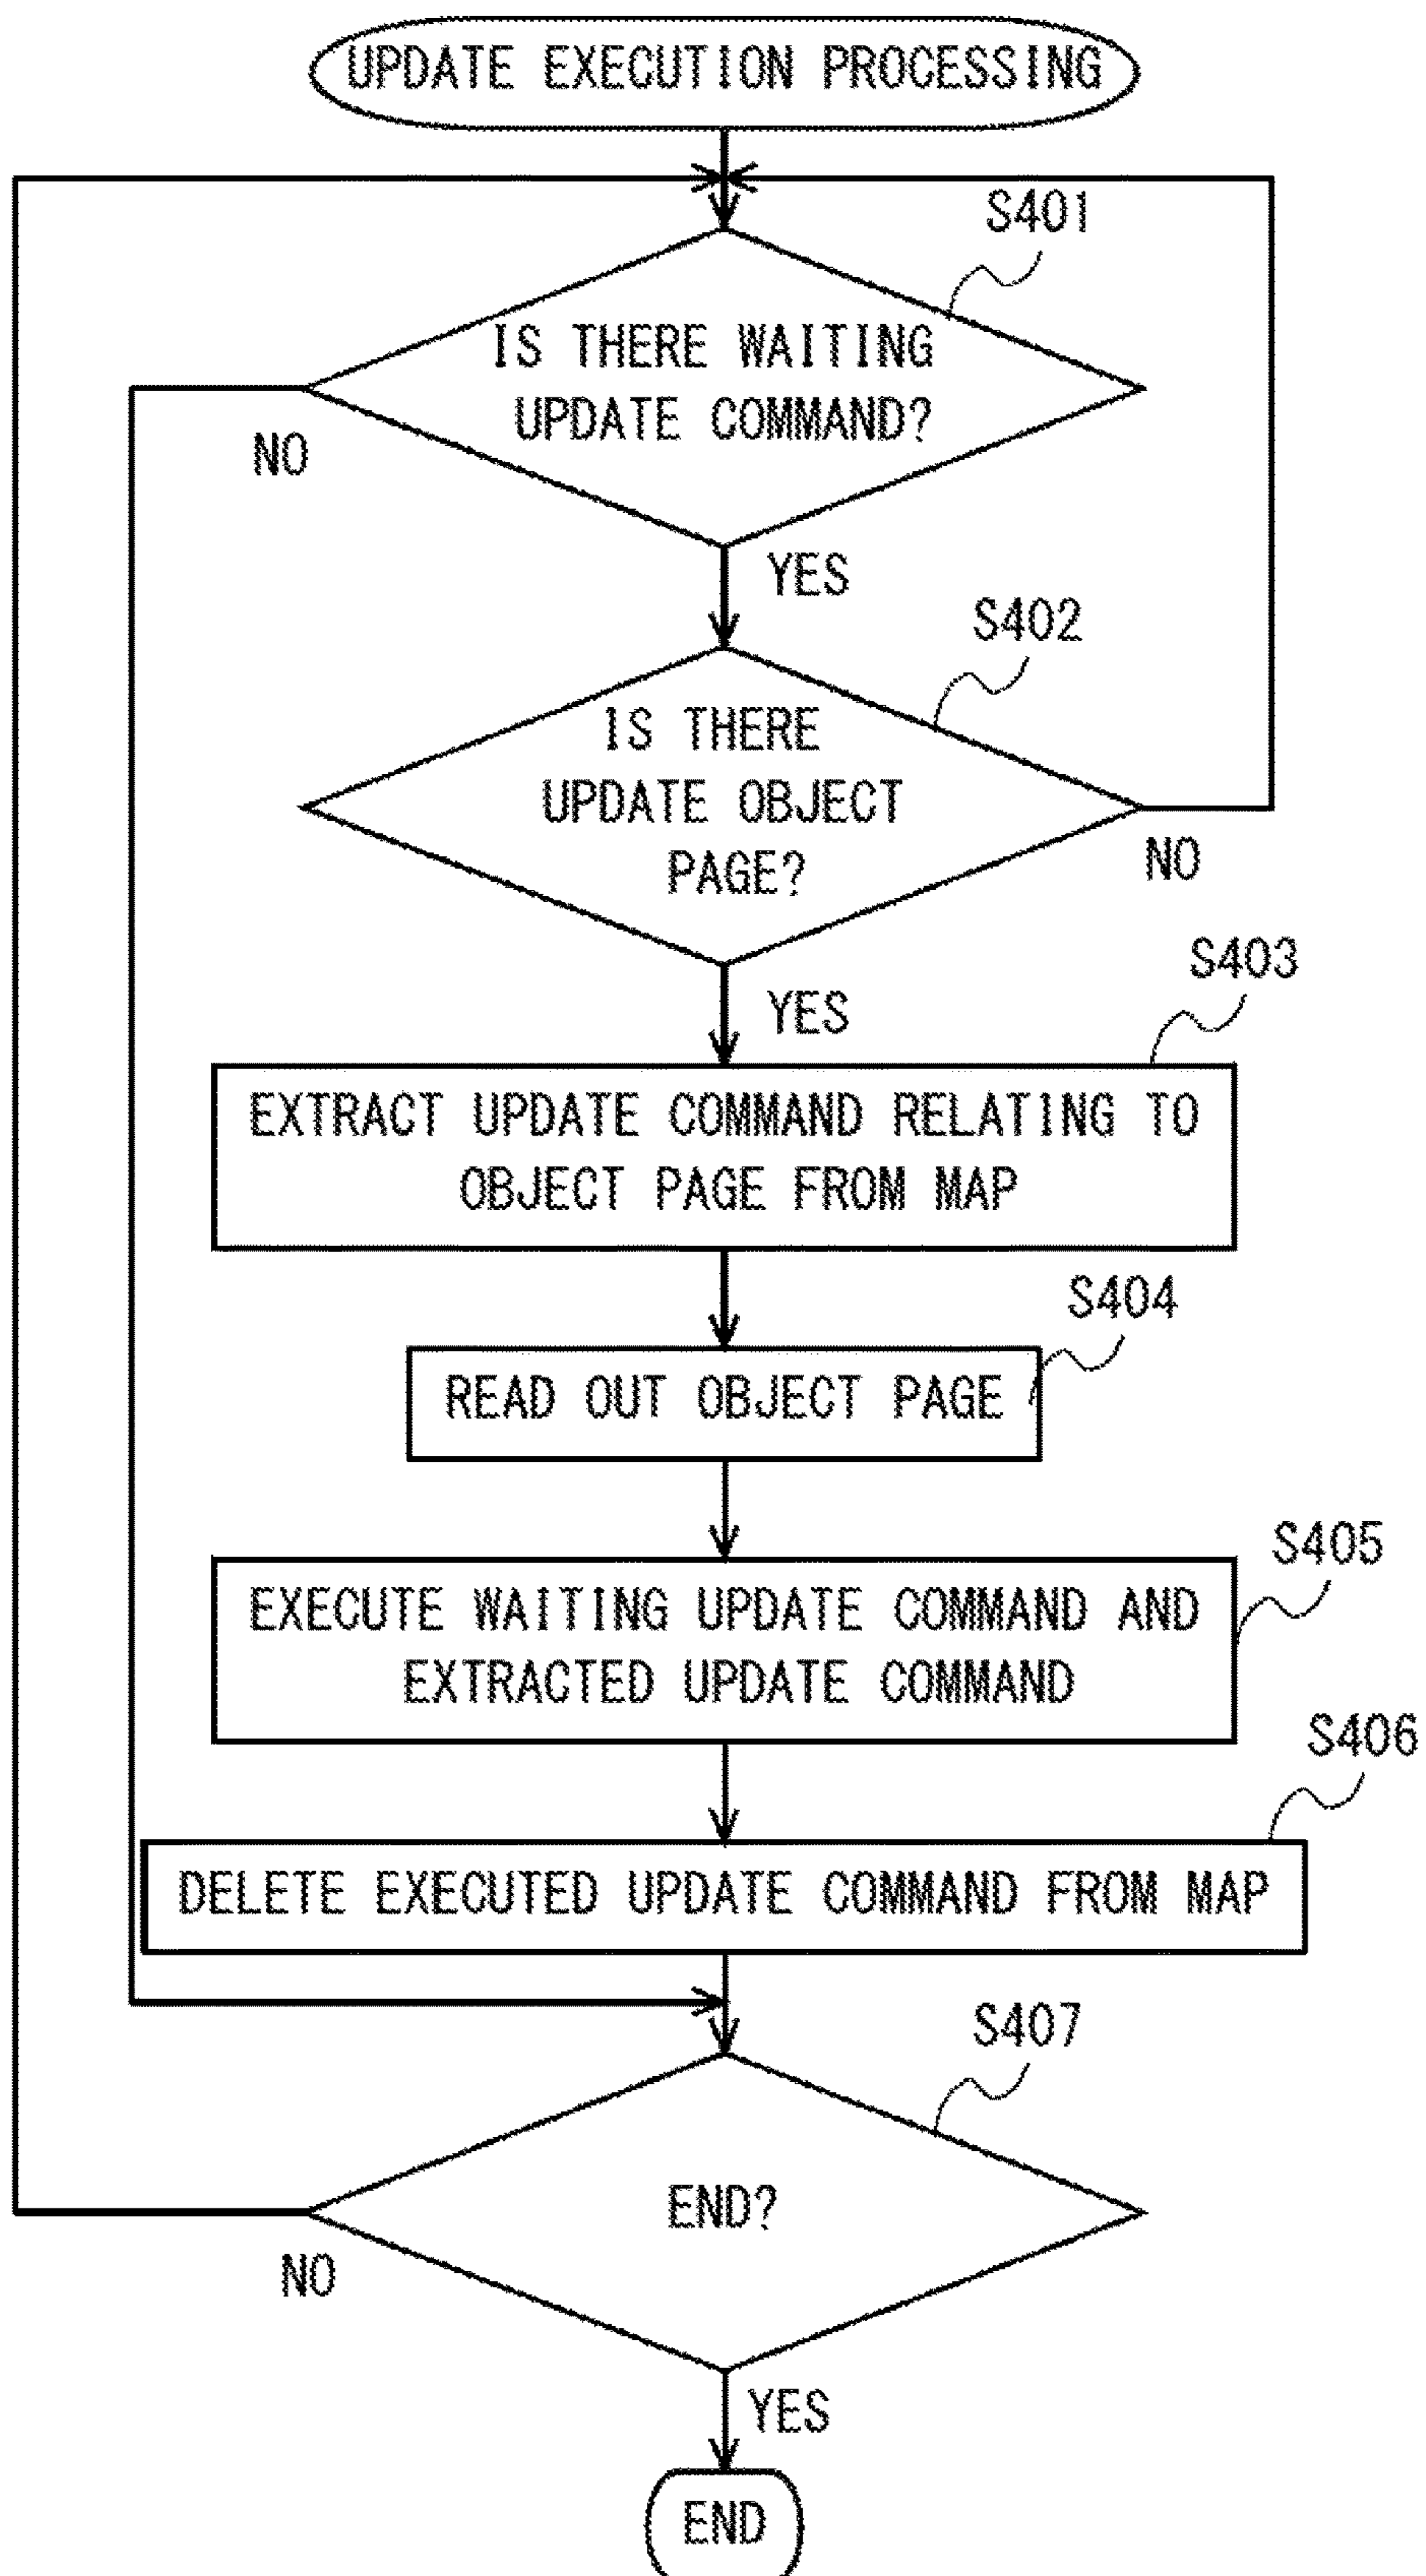 UPDATE EXECUTION PROCESSING
S401
IS THERE WAITING
UPDATE COMMAND?
NO
YES
S402
IS THERE
UPDATE OBJECT
PAGE?
NO
S403
YES
EXTRACT UPDATE COMMAND RELATING TO
OBJECT PAGE FROM MAP
S404
READ OUT OBJECT PAGE
S405
EXECUTE WAITING UPDATE COMMAND AND
EXTRACTED UPDATE COMMAND
S406
DELETE EXECUTED UPDATE COMMAND FROM MAP
S407
END?
NO
YES
END